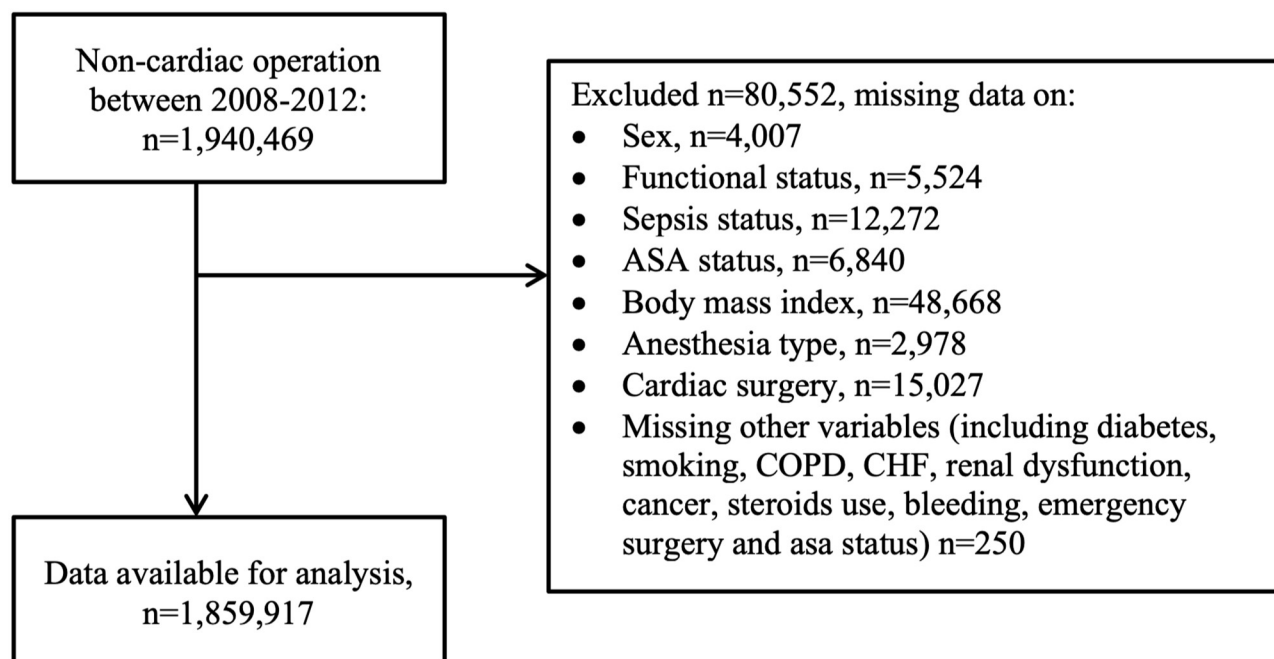 Non-cardiac operation
between 2008-2012:
n=1,940,469
Excluded n=80,552, missing data on:
• Sex, n=4,007
• Functional status, n=5,524
• Sepsis status, n=12,272
• ASA status, n=6,840
• Body mass index, n=48,668
• Anesthesia type, n=2,978
• Cardiac surgery, n=15,027
• Missing other variables (including diabetes,
smoking, COPD, CHF, renal dysfunction,
cancer, steroids use, bleeding, emergency
surgery and asa status) n=250
Data available for analysis,
n=1,859,917